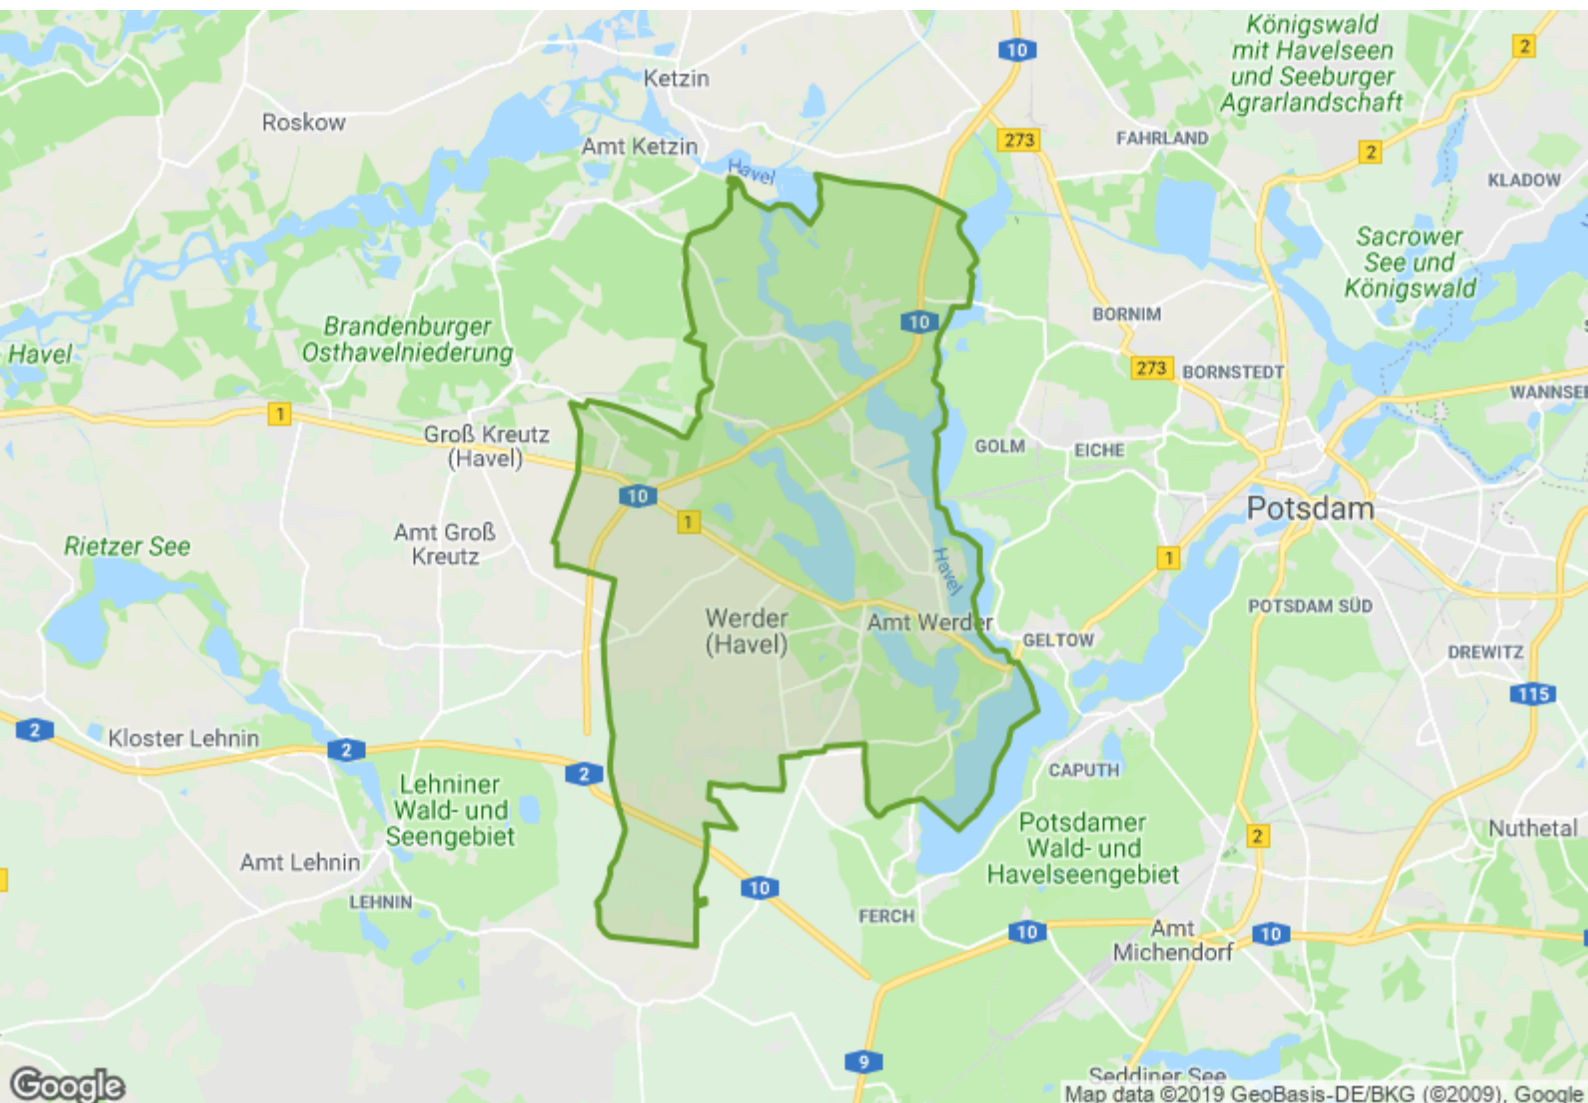 Königswald
mit Havelseen
und Seeburger
Agrarlandschaft
10
2
Ketzin
Roskow
273
FAHRLAND
2
Amt Ketzin
Havel
KLADOW
Sacrower
See und
Königswald
10
BORNIM
Brandenburger
Osthavelniederung
Havel
273
BORNSTEDT
WANNSEE
1
Groß Kreutz
(Havel)
GOLM
EICHE
10
1
Potsdam
Amt Groß
Kreutz
Rietzer See
Havel
1
POTSDAM SÜD
Werder
(Havel)
Amt Werder
GELTOW
DREWITZ
115
2
Kloster Lehnin
2
2
CAPUTH
Lehniner
Wald- und
Seengebiet
Potsdamer
Wald- und
Havelseengebiet
2
Nuthetal
Amt Lehnin
10
LEHNIN
FERCH
10
Amt
Michendorf
10
9
Seddiner See
Google
Map data ©2019 GeoBasis-DE/BKG (©2009), Google